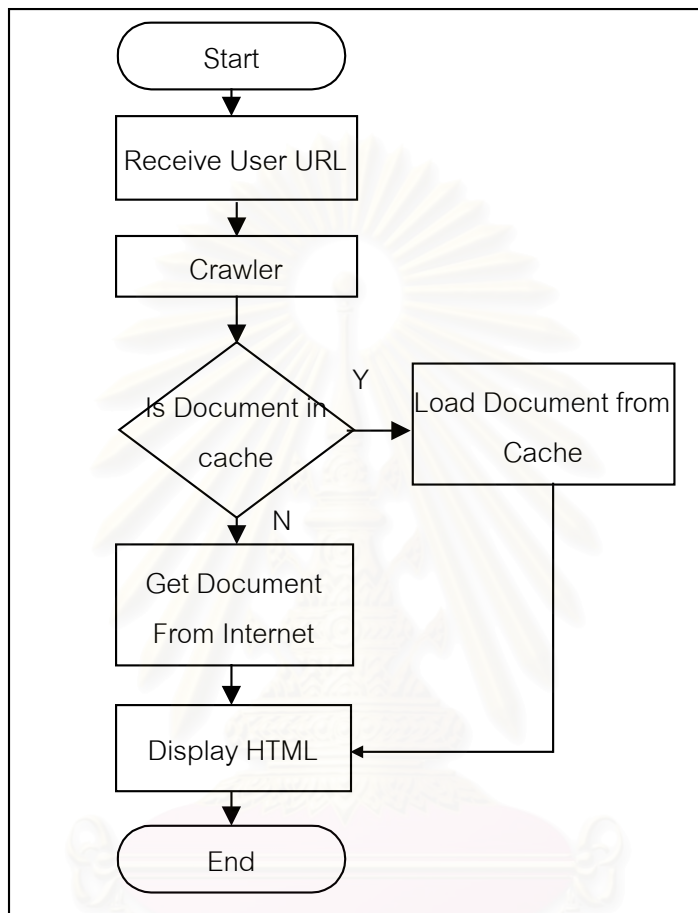 Start
Receive User URL
Crawler
Is Document in
cache
Y
Load Document from
Cache
N
Get Document
From Internet
Display HTML
End